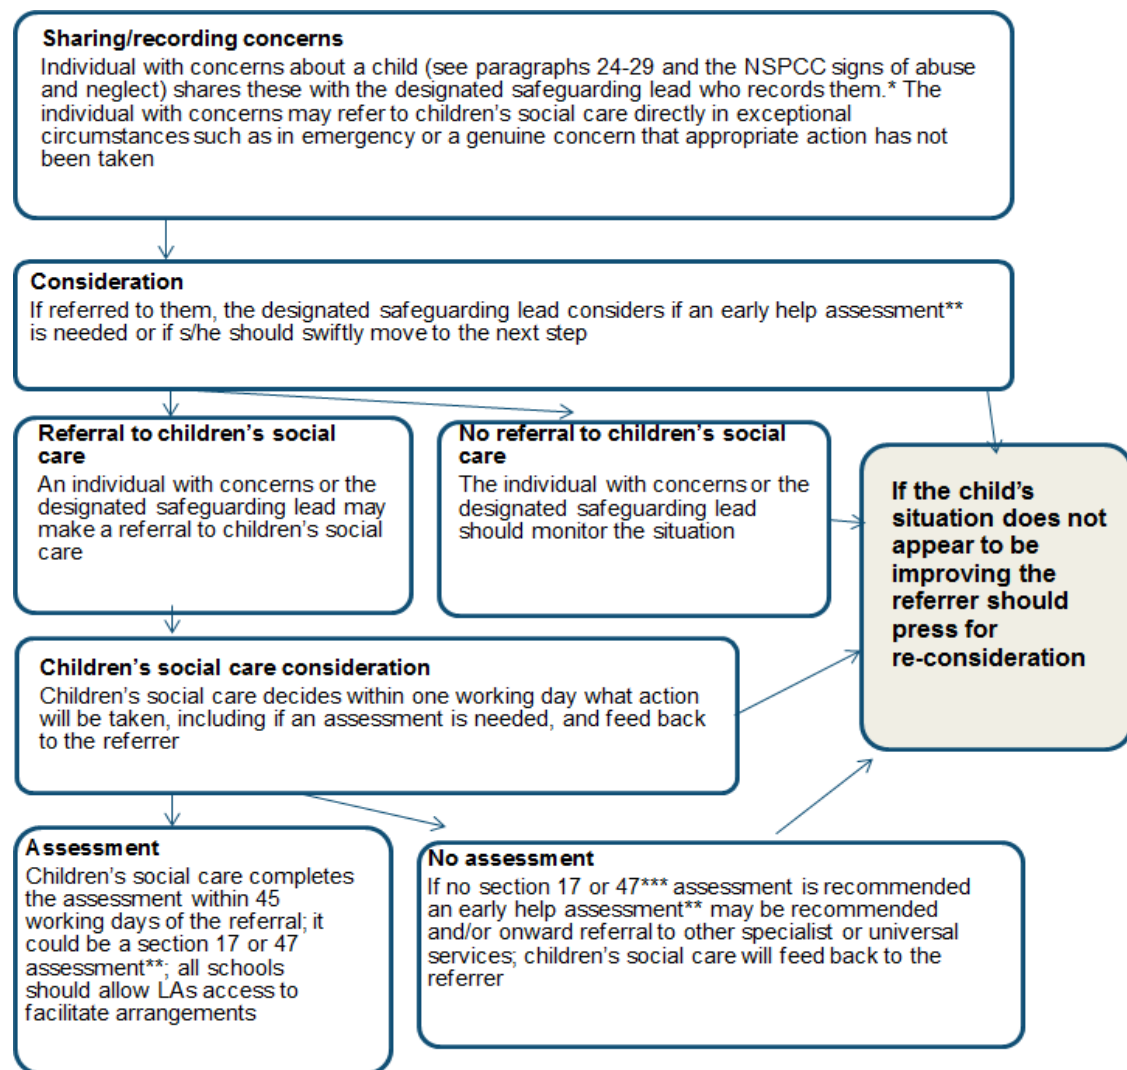 Sharing/recording concerns
Individual with concerns about a child (see paragraphs 24-29 and the NSPCC signs of abuse
and neglect) shares these with the designated safeguarding lead who records them.* The
individual with concerns may refer to children's social care directly in exceptional
circumstances such as in emergency or a genuine concern that appropriate action has not
been taken
Consideration
If referred to them, the designated safeguarding lead considers if an early help assessment**
is needed or if s/he should swiftly move to the next step
Referral to children's social
care
An individual with concerns or the
designated safeguarding lead may
make a referral to children's social
care
No referral to children's social
care
The individual with concerns or the
designated safeguarding lead
should monitor the situation
If the child's
situation does not
appear to be
improving the
referrer should
press for
re-consideration
Children's social care consideration
Children's social care decides within one working day what action
will be taken, including if an assessment is needed, and feed back
to the referrer
Assessment
Children's social care completes
the assessment within 45
working days of the referral; it
could be a section 17 or 47
assessment**; all schools
should allow LAs access to
facilitate arrangements
No assessment
If no section 17 or 47*** assessment is recommended
an early help assessment** may be recommended
and/or onward referral to other specialist or universal
services; children's social care will feed back to the
referrer